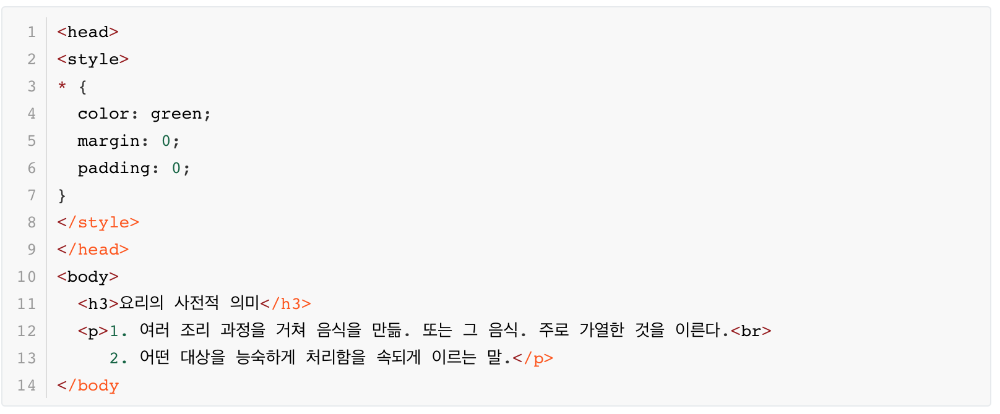 1 <head>
2 <style>
3 * {
4   color: green;
5   margin: 0;
6   padding: 0;
7 }
8 </style>
9 </head>
10 <body>
11   <h3>요리의 사전적 의미</h3>
12   <p>1. 여러 조리 과정을 거쳐 음식을 만듦. 또는 그 음식. 주로 가열한 것을 이른다.<br>
13      2. 어떤 대상을 능숙하게 처리함을 속되게 이르는 말.</p>
14 </body